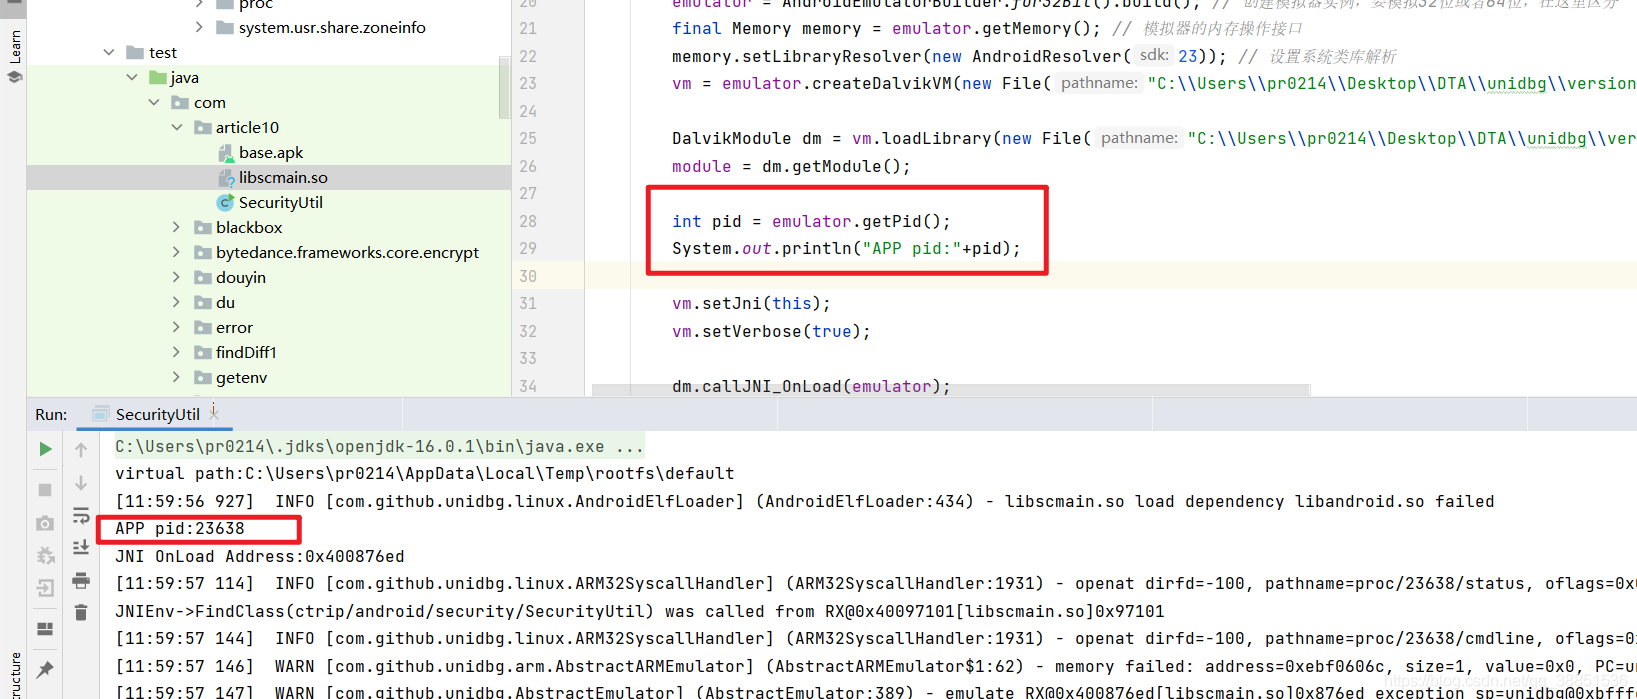 Learn
proc
system.usr.share.zoneinfo
test
java
com
article10
base.apk
libscmain.so
SecurityUtil
blackbox
bytedance.frameworks.core.encrypt
douyin
du
error
findDiff1
getenv
20 emulator = AndroidEmulatorBuilder.for32Bit().build(); // 创建模拟器实例，要模拟32位或者64位，在这里区分
21 final Memory memory = emulator.getMemory(); // 模拟器的内存操作接口
22 memory.setLibraryResolver(new AndroidResolver( sdk: 23)); // 设置系统类库解析
23 vm = emulator.createDalvikVM(new File( pathname: "C:\\Users\\pr0214\\Desktop\\DTA\\unidbg\\version
24
25 DalvikModule dm = vm.loadLibrary(new File( pathname: "C:\\Users\\pr0214\\Desktop\\DTA\\unidbg\\ver
26 module = dm.getModule();
27
28 int pid = emulator.getPid();
29 System.out.println("APP pid:"+pid);
30
31 vm.setJni(this);
32 vm.setVerbose(true);
33
34 dm.callJNI_OnLoad(emulator);
Run: SecurityUtil
C:\Users\pr0214\.jdks\openjdk-16.0.1\bin\java.exe ...
virtual path:C:\Users\pr0214\AppData\Local\Temp\rootfs\default
[11:59:56 927]  INFO [com.github.unidbg.linux.AndroidElfLoader] (AndroidElfLoader:434) - libscmain.so load dependency libandroid.so failed
APP pid:23638
JNI OnLoad Address:0x400876ed
[11:59:57 114]  INFO [com.github.unidbg.linux.ARM32SyscallHandler] (ARM32SyscallHandler:1931) - openat dirfd=-100, pathname=proc/23638/status, oflags=0x
JNIEnv->FindClass(ctrip/android/security/SecurityUtil) was called from RX@0x40097101[libscmain.so]0x97101
[11:59:57 144]  INFO [com.github.unidbg.linux.ARM32SyscallHandler] (ARM32SyscallHandler:1931) - openat dirfd=-100, pathname=proc/23638/cmdline, oflags=0
[11:59:57 146]  WARN [com.github.unidbg.arm.AbstractARMEmulator] (AbstractARMEmulator$1:62) - memory failed: address=0xebf0606c, size=1, value=0x0, PC=un
[11:59:57 147]  WARN [com.github.unidbg.AbstractEmulator] (AbstractEmulator:389) - emulate RX@0x400876ed[libscmain.so]0x876ed exception sp=unidbg@0xbfff
ructure
https://blog.csdn.net/qq_38851536